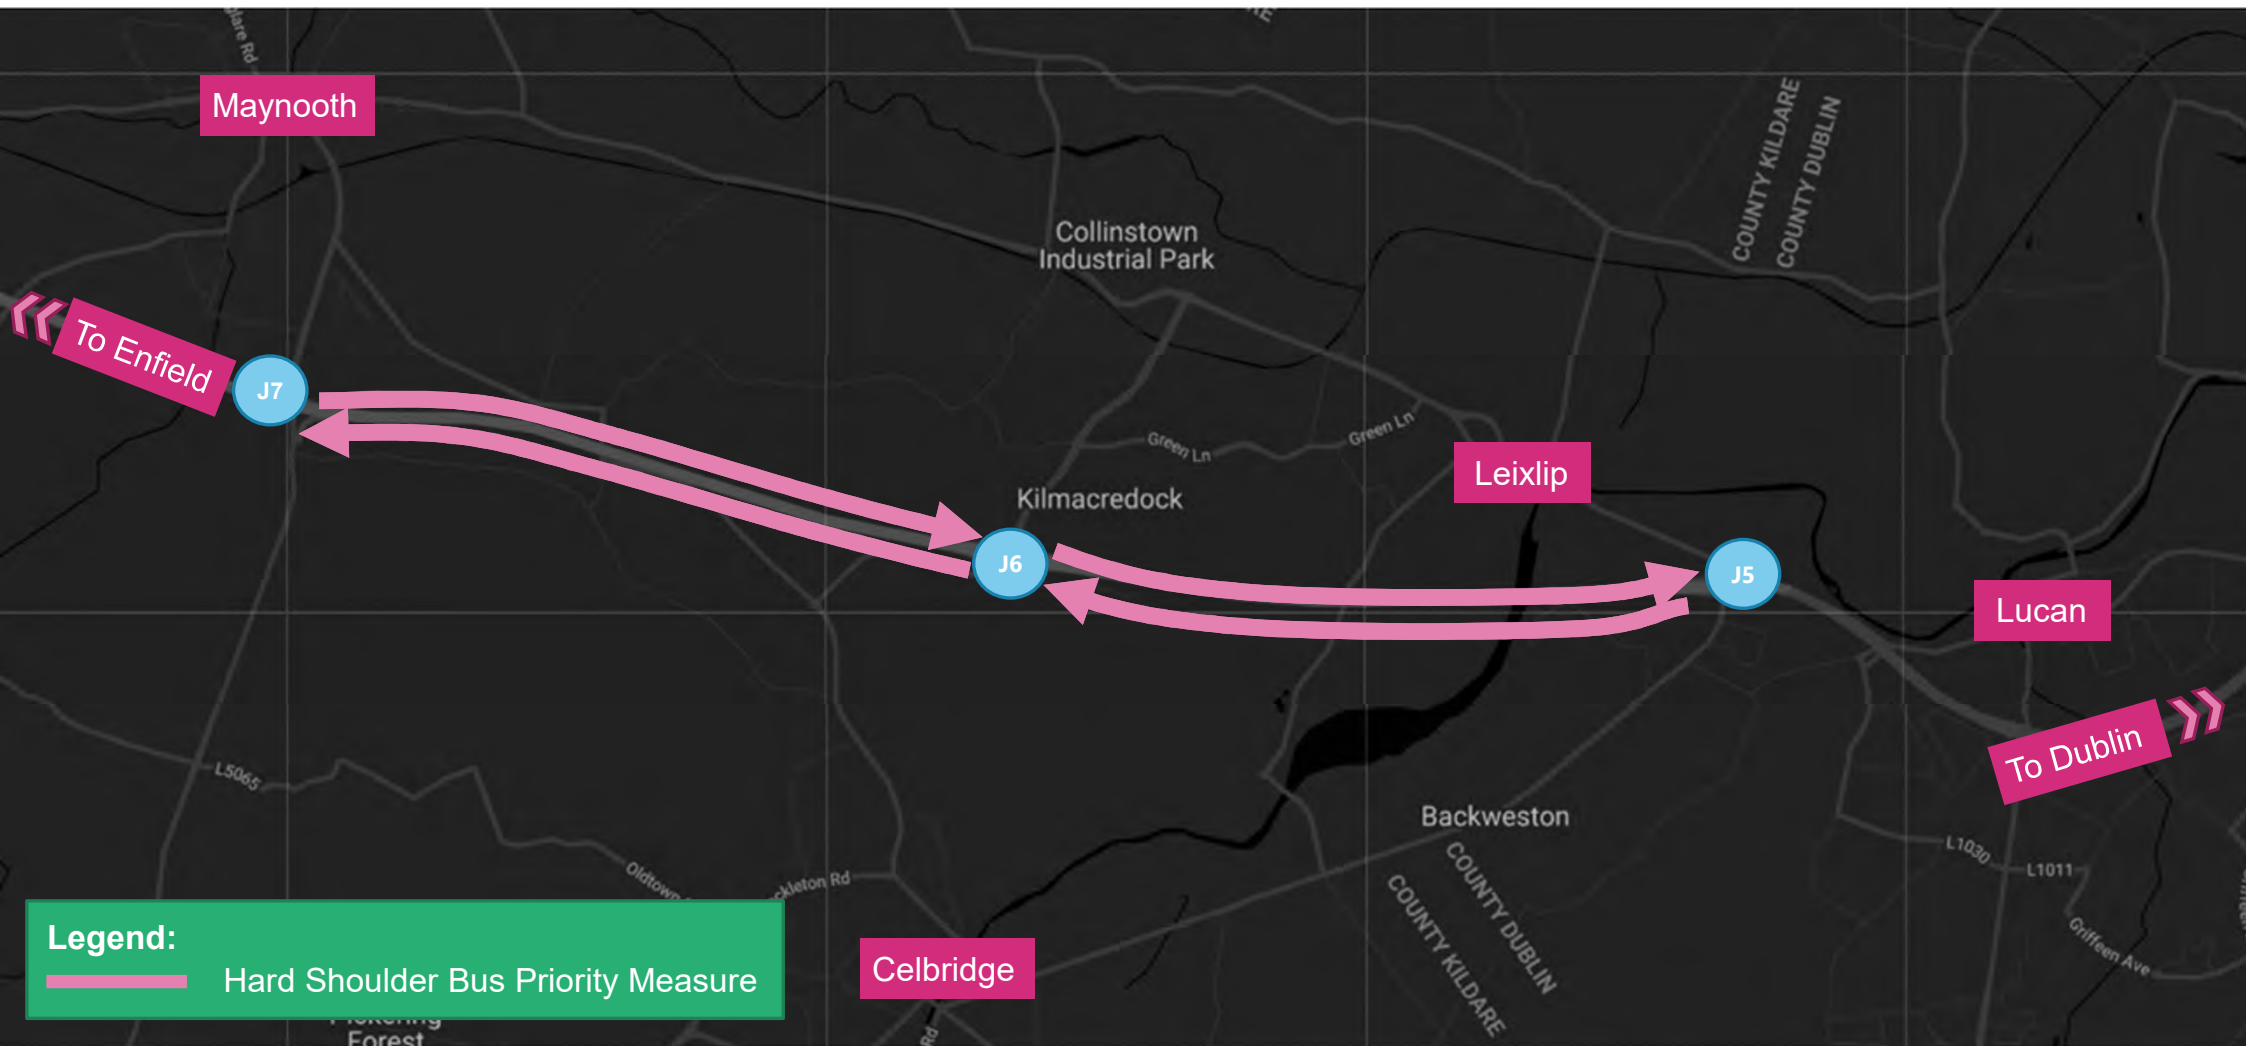 Maynooth
COUNTY KILDARE
COUNTY DUBLIN
Collinstown
Industrial Park
To Enfield
J7
Green Ln
Green Ln
Leixlip
Kilmacredock
J6
J5
Lucan
To Dublin
L5065
Backweston
L1030
L1011
COUNTY DUBLIN
COUNTY KILDARE
Oldtown
Rd
Griffeen Ave
Legend:
Hard Shoulder Bus Priority Measure
Celbridge
Forest
Rd